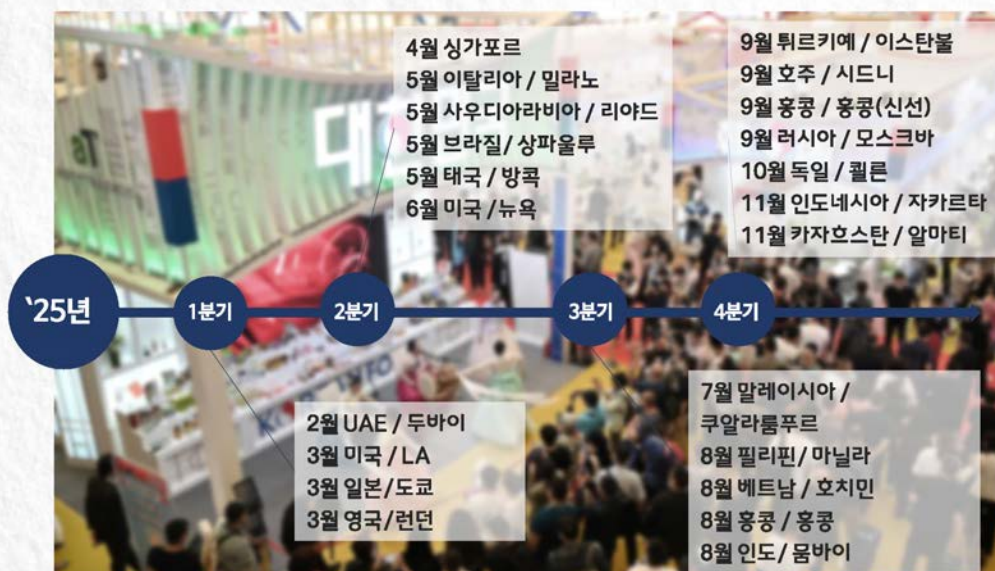 '25년
1분기
2월 UAE / 두바이
3월 미국 / LA
3월 일본/도쿄
3월 영국/런던
2분기
4월 싱가포르
5월 이탈리아 / 밀라노
5월 사우디아라비아 / 리야드
5월 브라질/ 상파울루
5월 태국 / 방콕
6월 미국 /뉴욕
3분기
7월 말레이시아 /
쿠알라룸푸르
8월 필리핀/ 마닐라
8월 베트남 / 호치민
8월 홍콩 / 홍콩
8월 인도/ 뭄바이
4분기
9월 튀르키예 / 이스탄불
9월 호주 / 시드니
9월 홍콩 / 홍콩(신선)
9월 러시아 / 모스크바
10월 독일 / 퀼른
11월 인도네시아 / 자카르타
11월 카자흐스탄 / 알마티
aT
대